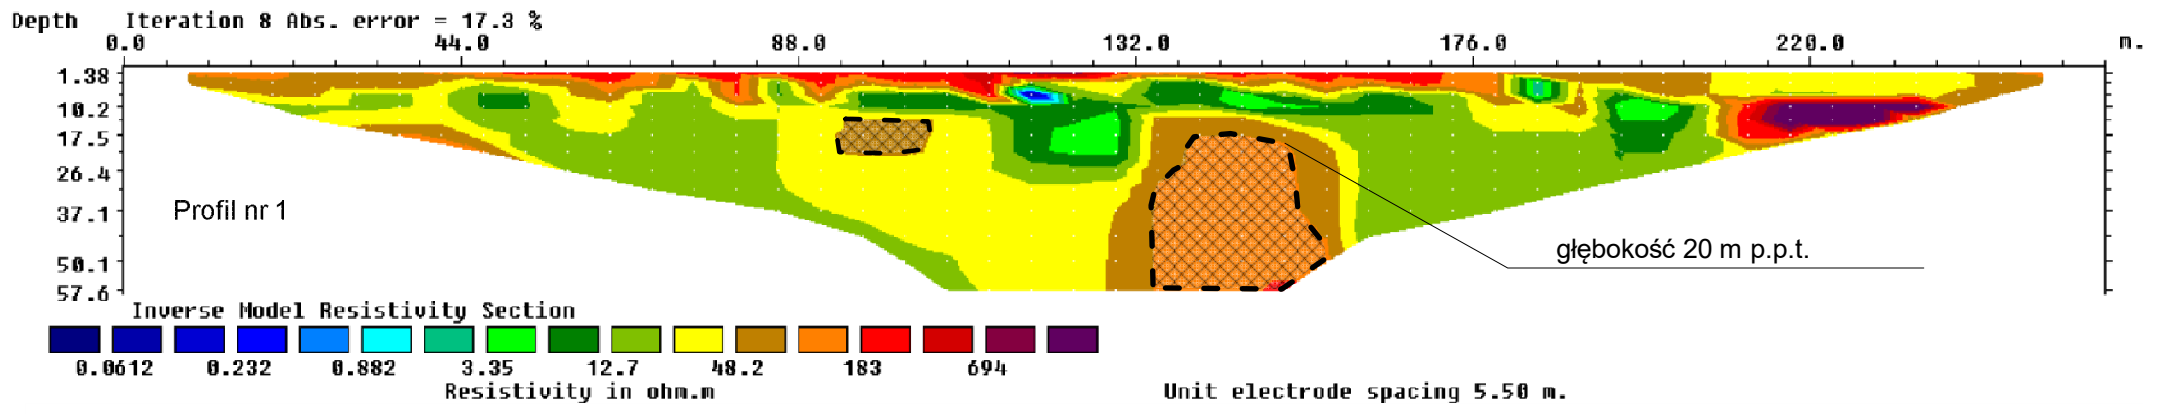 Depth Iteration 8 Abs. error = 17.3 %
0.0 44.0 88.0 132.0 176.0 220.0 m.
1.38
10.2
17.5
26.4
37.1
50.1
57.6
Profil nr 1
głębokość 20 m p.p.t.
Inverse Model Resistivity Section
0.0612 0.232 0.882 3.35 12.7 48.2 183 694
Resistivity in ohm.m Unit electrode spacing 5.50 m.